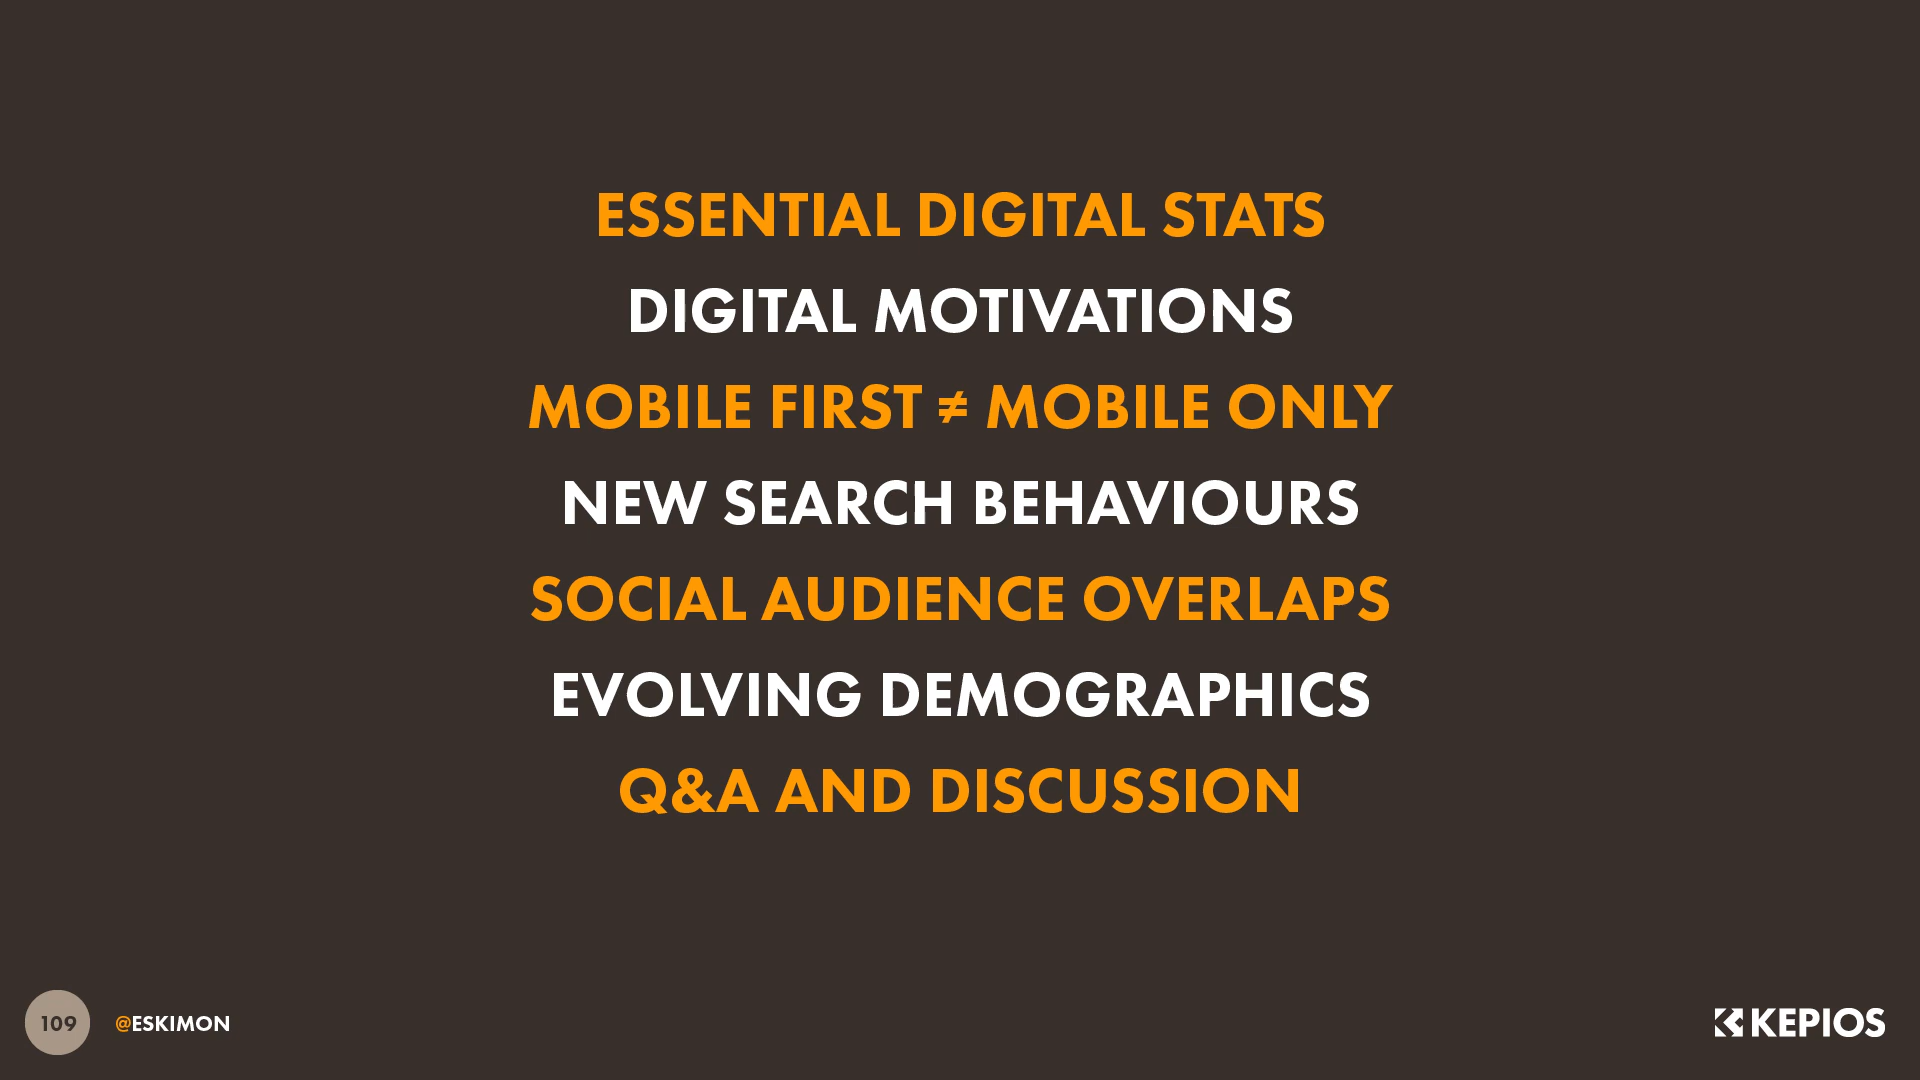 ESSENTIAL DIGITAL STATS
DIGITAL MOTIVATIONS
MOBILE FIRST ≠ MOBILE ONLY
NEW SEARCH BEHAVIOURS
SOCIAL AUDIENCE OVERLAPS
EVOLVING DEMOGRAPHICS
Q&A AND DISCUSSION
109
@ESKIMON
KEPIOS